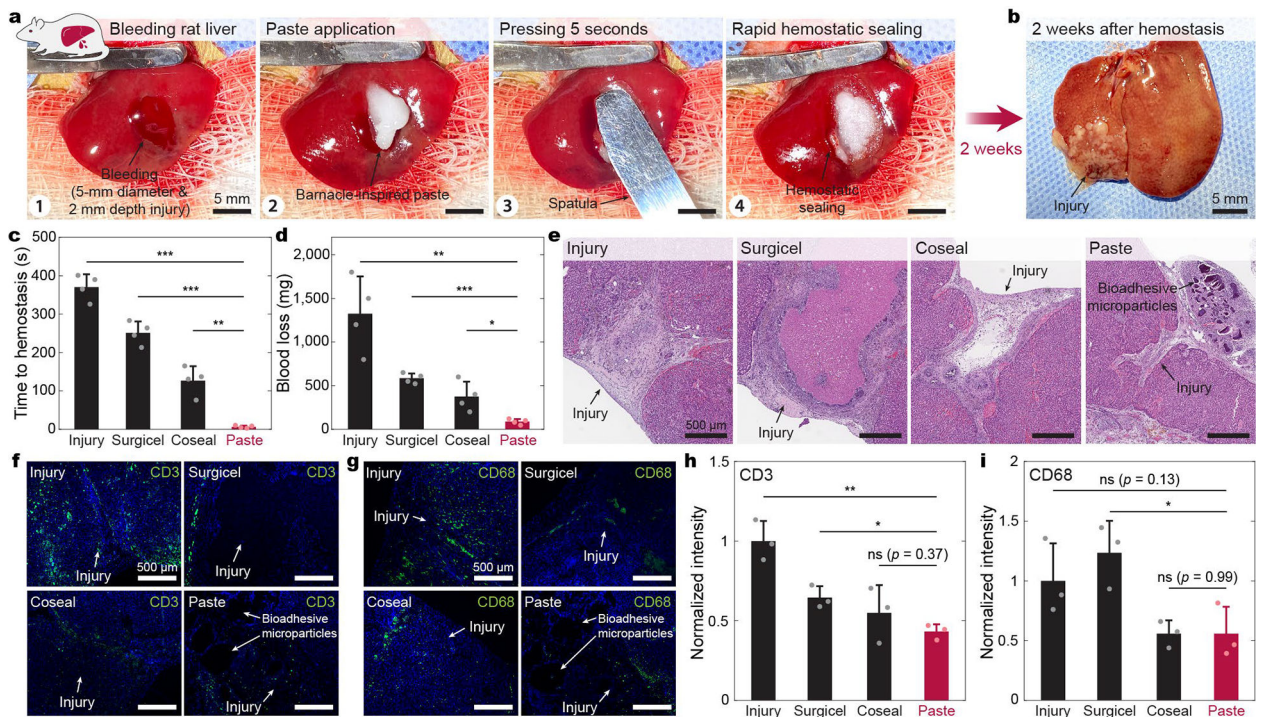 a
Bleeding rat liver
Paste application
Pressing 5 seconds
Rapid hemostatic sealing
Bleeding
(5-mm diameter &
2 mm depth injury)
5 mm
1
Barnacle-inspired paste
2
Spatula
3
Hemostatic
sealing
4
2 weeks
b
2 weeks after hemostasis
Injury
5 mm
c
Time to hemostasis (s)
500
400
300
200
100
0
***
***
**
Injury
Surgicel
Coseal
Paste
d
Blood loss (mg)
1,500
1,000
500
0
**
***
*
Injury
Surgicel
Coseal
Paste
e
Injury
Injury
500 µm
Surgicel
Injury
Coseal
Injury
Paste
Bioadhesive
microparticles
Injury
f
Injury
CD3
Injury
500 µm
Surgicel
CD3
Injury
Coseal
CD3
Injury
Paste
CD3
Bioadhesive
microparticles
Injury
g
Injury
CD68
Injury
500 µm
Surgicel
CD68
Injury
Coseal
CD68
Injury
Paste
CD68
Bioadhesive
microparticles
Injury
h
CD3
Normalized intensity
1.5
1
0.5
0
**
*
ns (p = 0.37)
Injury
Surgicel
Coseal
Paste
i
CD68
Normalized intensity
2
1.5
1
0.5
0
ns (p = 0.13)
*
ns (p = 0.99)
Injury
Surgicel
Coseal
Paste